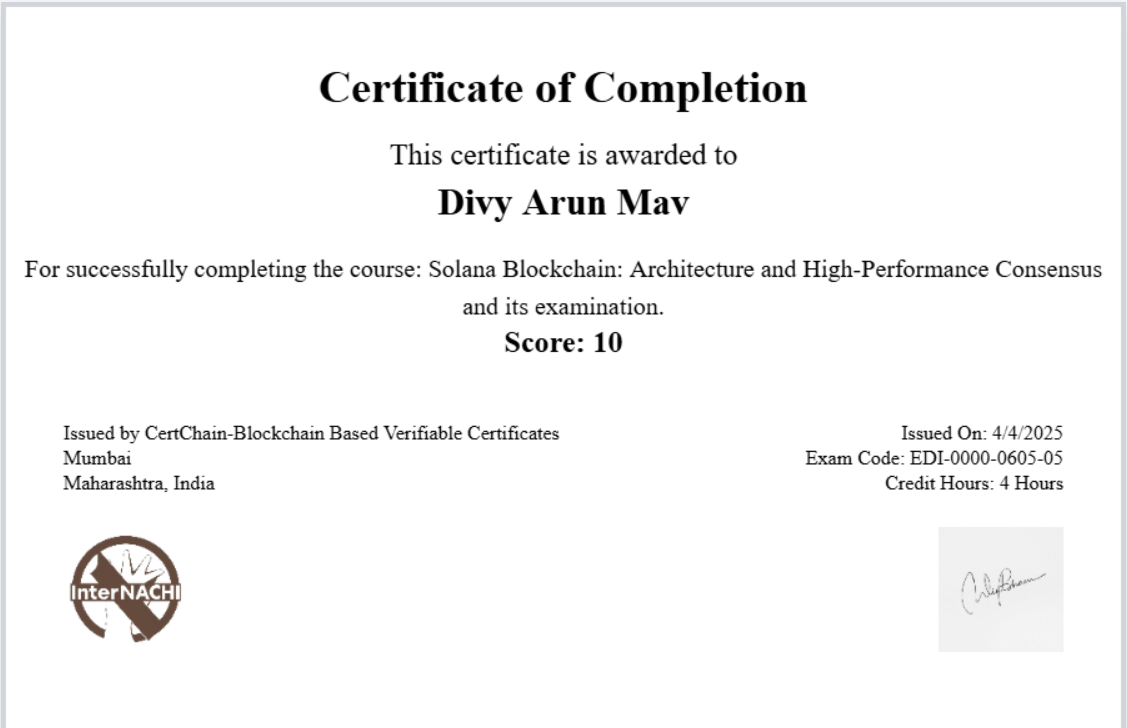 Certificate of Completion
This certificate is awarded to
Divy Arun Mav
For successfully completing the course: Solana Blockchain: Architecture and High-Performance Consensus
and its examination.
Score: 10
Issued by CertChain-Blockchain Based Verifiable Certificates
Mumbai
Maharashtra, India
Issued On: 4/4/2025
Exam Code: EDI-0000-0605-05
Credit Hours: 4 Hours
InterNACHI